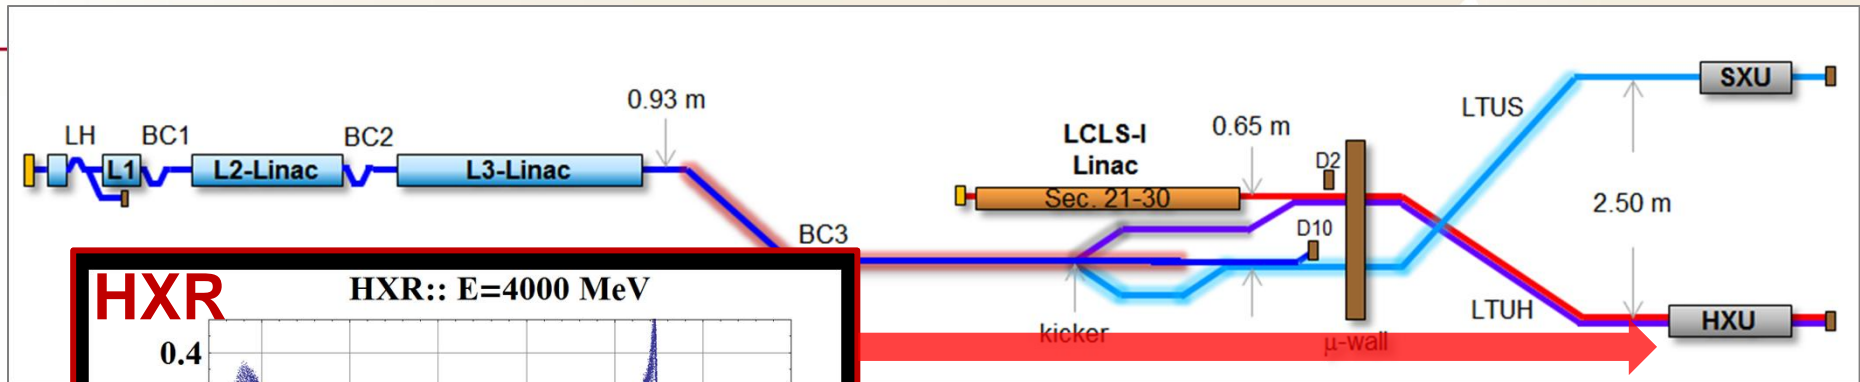 0.93 m
LH
BC1
BC2
L1
L2-Linac
L3-Linac
BC3
LCLS-I
Linac
Sec. 21-30
0.65 m
D2
D10
LTUS
SXU
2.50 m
LTUH
HXU
kicker
μ-wall
HXR
HXR:: E=4000 MeV
0.4